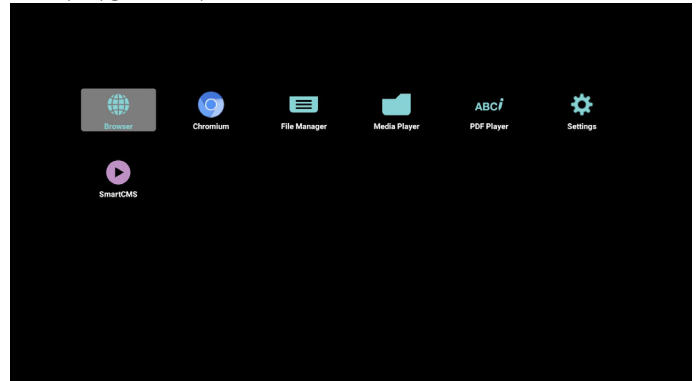 Browser
Chromium
File Manager
Media Player
ABCi
PDF Player
Settings
SmartCMS